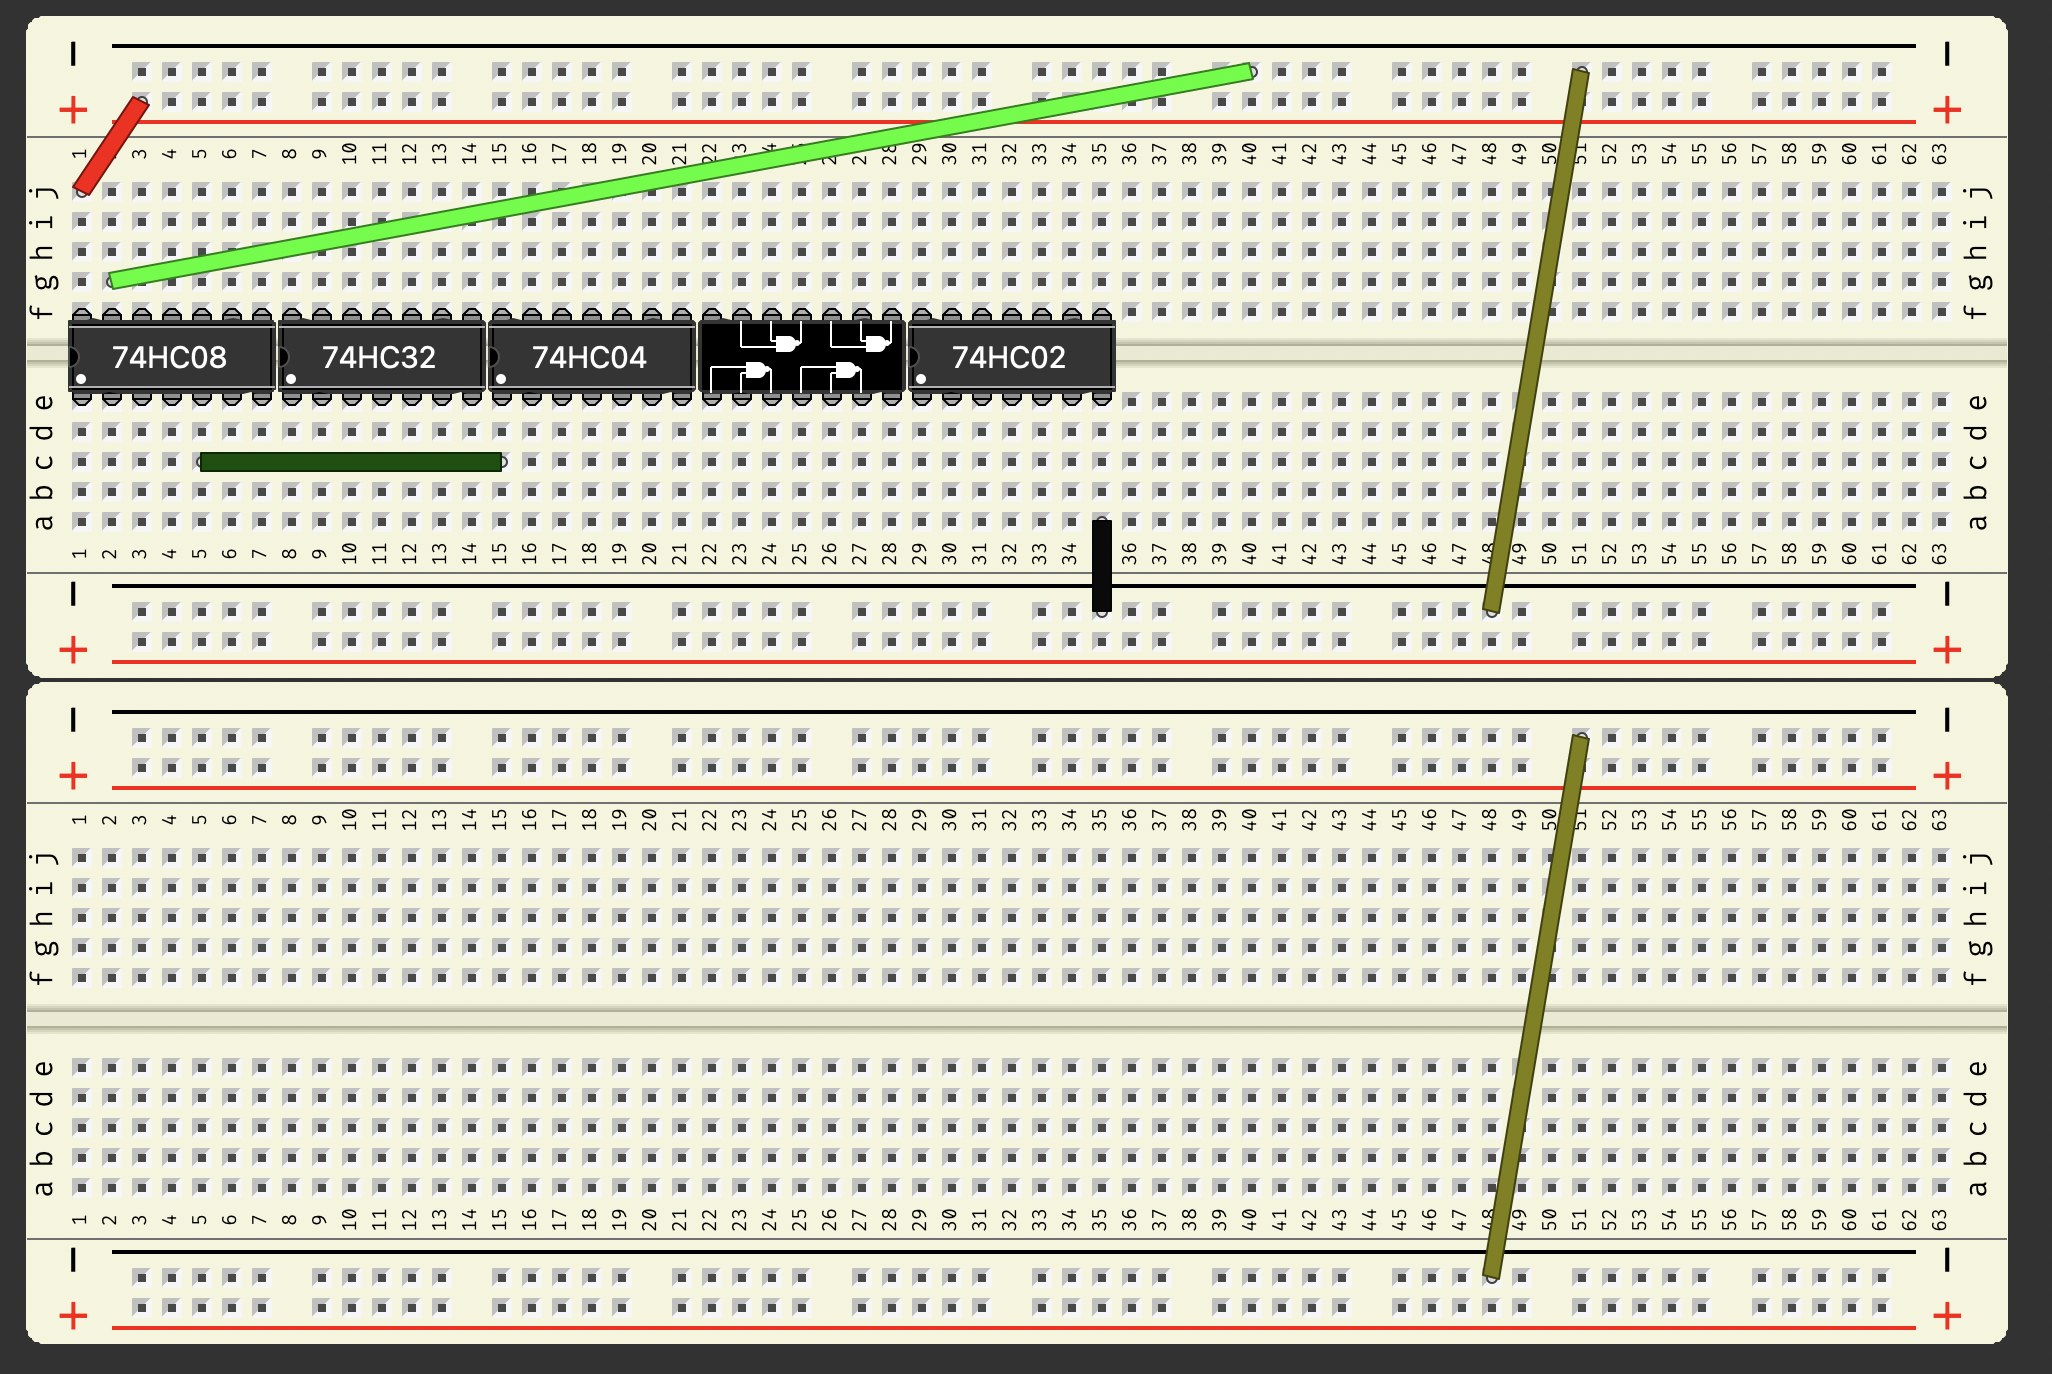 − −
+ +
1 3 4 5 6 7 8 9 10 11 12 13 14 15 16 17 18 19 20 21 22 23 24 26 27 28 29 30 31 32 33 34 35 36 37 38 39 40 41 42 43 44 45 46 47 48 49 50 51 52 53 54 55 56 57 58 59 60 61 62 63
j j
i i
h h
g g
f f
74HC08 74HC32 74HC04 74HC02
e e
d d
c c
b b
a a
1 2 3 4 5 6 7 8 9 10 11 12 13 14 15 16 17 18 19 20 21 22 23 24 25 26 27 28 29 30 31 32 33 34 36 37 38 39 40 41 42 43 44 45 46 47 48 49 50 51 52 53 54 55 56 57 58 59 60 61 62 63
− −
+ +
− −
+ +
1 2 3 4 5 6 7 8 9 10 11 12 13 14 15 16 17 18 19 20 21 22 23 24 25 26 27 28 29 30 31 32 33 34 35 36 37 38 39 40 41 42 43 44 45 46 47 48 49 50 51 52 53 54 55 56 57 58 59 60 61 62 63
j j
i i
h h
g g
f f
e e
d d
c c
b b
a a
1 2 3 4 5 6 7 8 9 10 11 12 13 14 15 16 17 18 19 20 21 22 23 24 25 26 27 28 29 30 31 32 33 34 35 36 37 38 39 40 41 42 43 44 45 46 47 48 49 50 51 52 53 54 55 56 57 58 59 60 61 62 63
− −
+ +